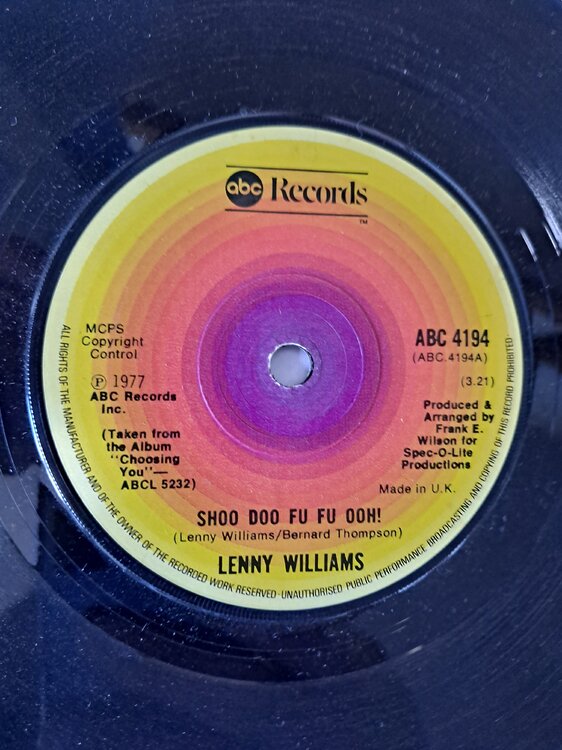 abc Records
TM
MCPS
Copyright
Control
Ⓟ 1977
ABC Records
Inc.
(Taken from
the Album
"Choosing
You"—
ABCL 5232)
ABC 4194
(ABC.4194A)
(3.21)
Produced &
Arranged by
Frank E.
Wilson for
Spec-O-Lite
Productions
Made in U.K.
SHOO DOO FU FU OOH!
(Lenny Williams/Bernard Thompson)
LENNY WILLIAMS
ALL RIGHTS OF THE MANUFACTURER AND OF THE OWNER OF THE RECORDED WORK RESERVED · UNAUTHORISED PUBLIC PERFORMANCE BROADCASTING AND COPYING OF THIS RECORD PROHIBITED ·